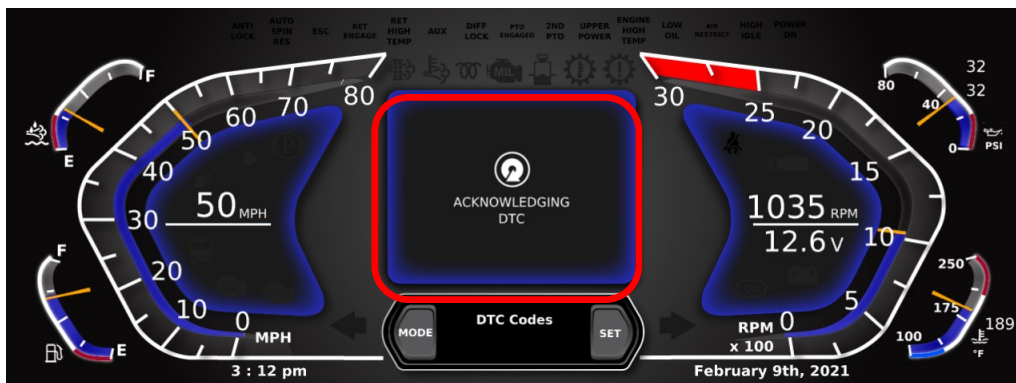 ANTI LOCK
AUTO SPIN RES
ESC
RET ENGAGE
RET HIGH TEMP
AUX
DIFF LOCK
PTO ENGAGED
2ND PTO
UPPER POWER
ENGINE HIGH TEMP
LOW OIL
AIR RESTRICT
HIGH IDLE
POWER ON
MIL
F
E
F
E
0
10
20
30
40
50
60
70
80
50 MPH
MPH
3 : 12 pm
ACKNOWLEDGING
DTC
MODE
DTC Codes
SET
30
25
20
15
10
5
0
1035 RPM
12.6 V
RPM
x 100
February 9th, 2021
80
40
0
32
32
PSI
250
175
100
189
°F